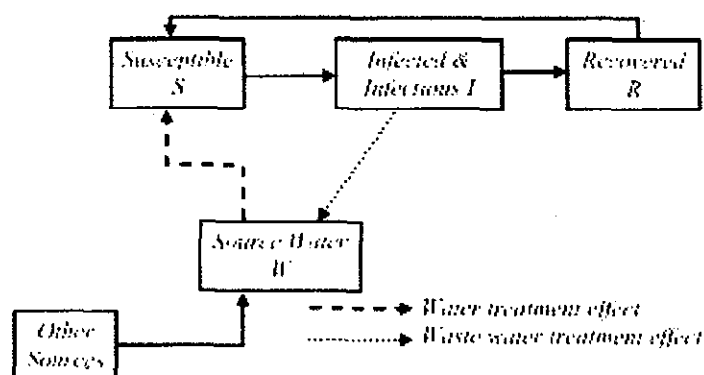 Susceptible
S
Infected &
Infectious I
Recovered
R
Source Water
W
Other
Sources
Water treatment effect
Waste water treatment effect